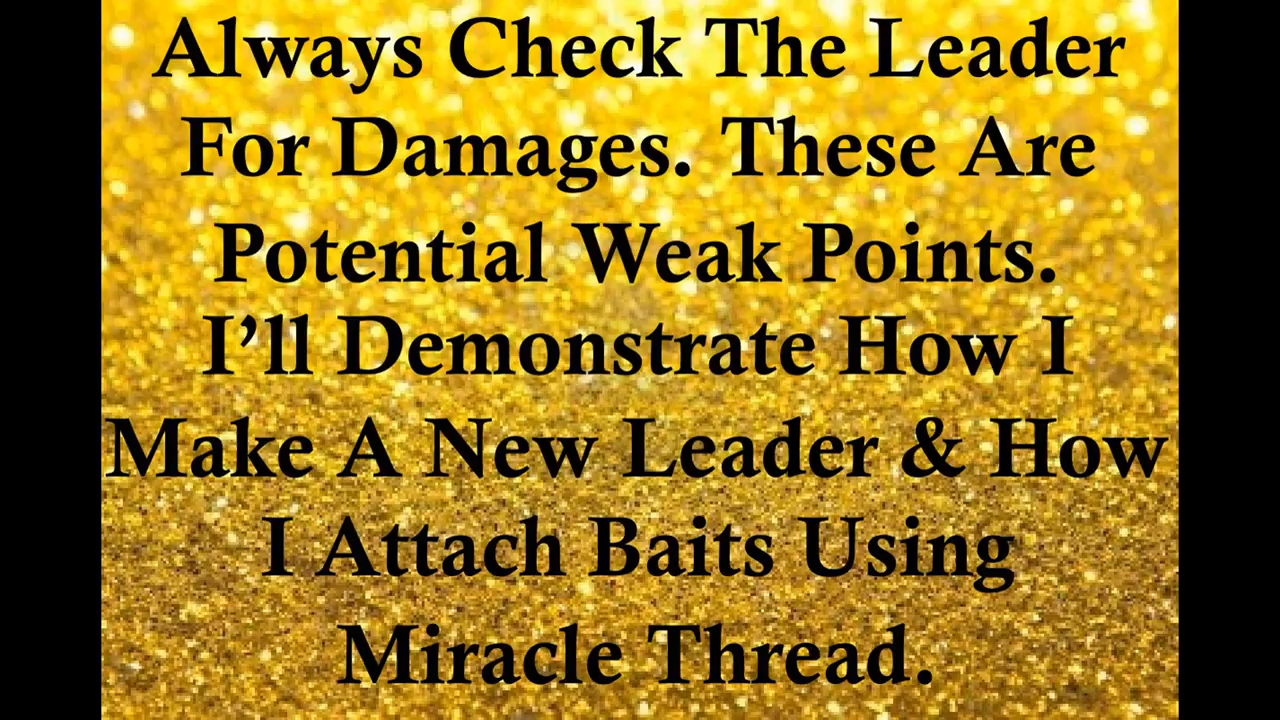 Always Check The Leader
For Damages. These Are
Potential Weak Points.
I’ll Demonstrate How I
Make A New Leader & How
I Attach Baits Using
Miracle Thread.